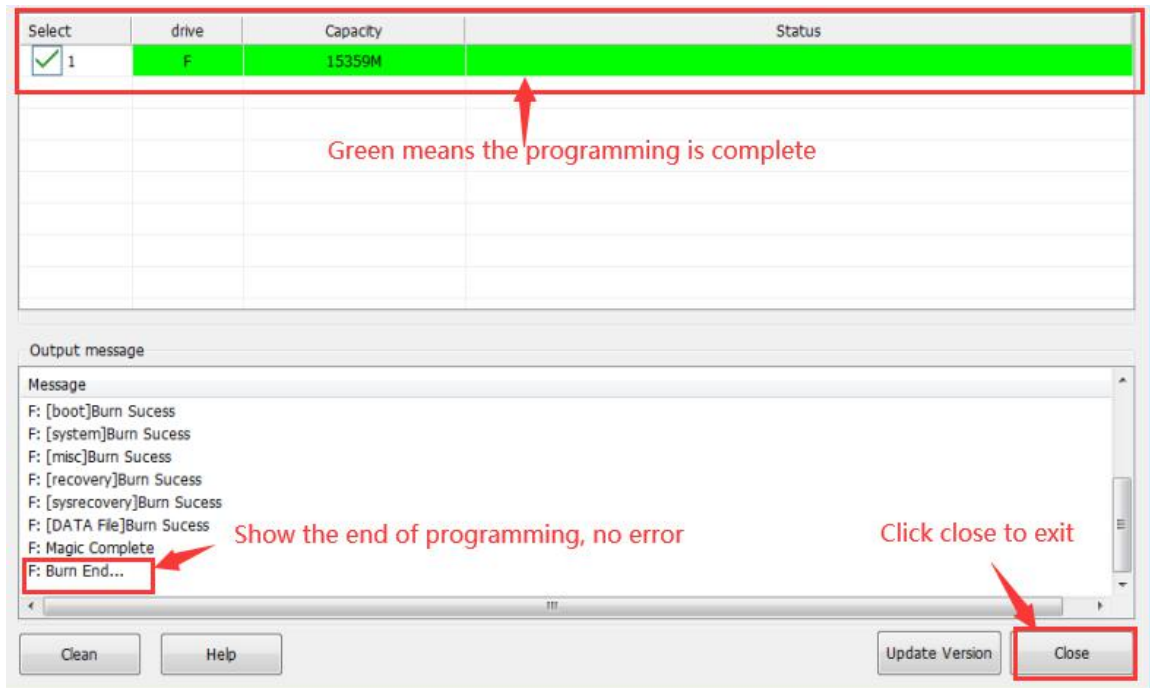 Select drive Capacity Status
1 F 15359M
Green means the programming is complete
Output message
Message
F: [boot]Burn Sucess
F: [system]Burn Sucess
F: [misc]Burn Sucess
F: [recovery]Burn Sucess
F: [sysrecovery]Burn Sucess
F: [DATA File]Burn Sucess
Show the end of programming, no error
Click close to exit
F: Magic Complete
F: Burn End...
Clean Help Update Version Close